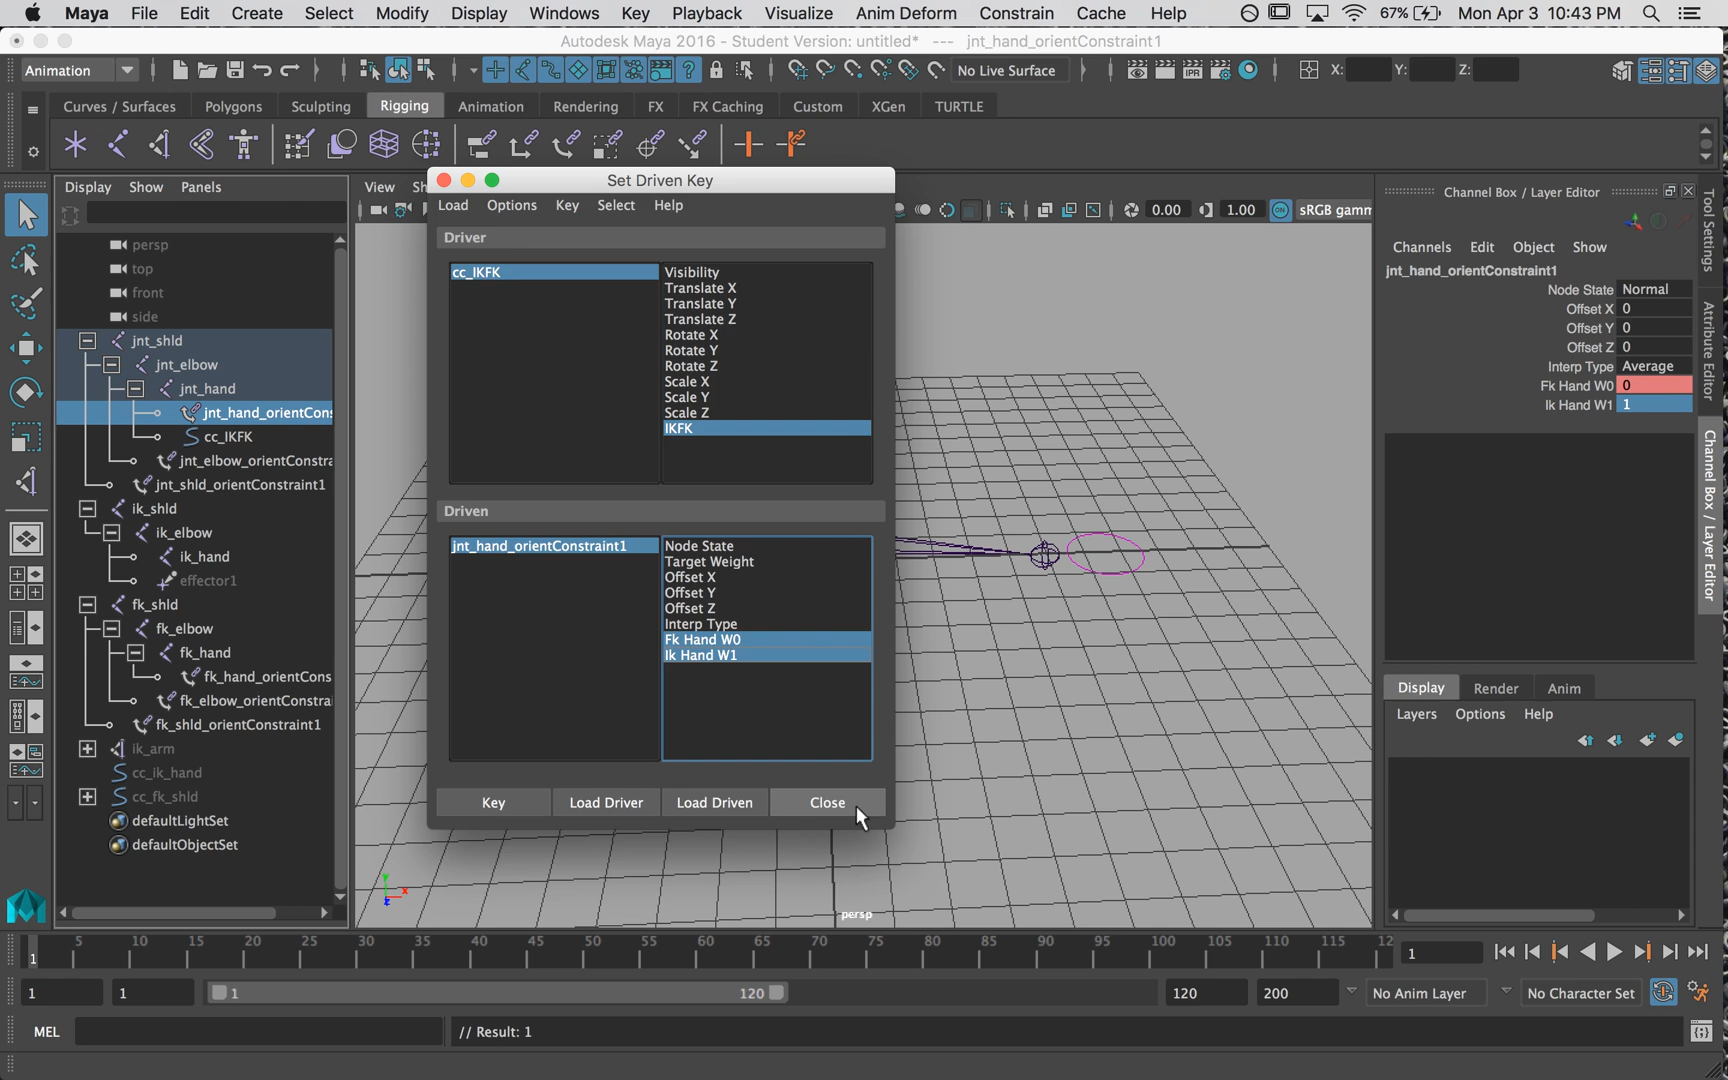 Maya File Edit Create Select Modify Display Windows Key Playback Visualize Anim Deform Constrain Cache Help 67% Mon Apr 3 10:43 PM
Autodesk Maya 2016 - Student Version: untitled* --- jnt_hand_orientConstraint1
Animation No Live Surface IPR X: Y: Z:
Curves / Surfaces Polygons Sculpting Rigging Animation Rendering FX FX Caching Custom XGen TURTLE
Display Show Panels
View Sh
0.00 1.00 ON sRGB gamm
persp
top
front
side
jnt_shld
jnt_elbow
jnt_hand
jnt_hand_orientCons
cc_IKFK
jnt_elbow_orientConstra
jnt_shld_orientConstraint1
ik_shld
ik_elbow
ik_hand
effector1
fk_shld
fk_elbow
fk_hand
fk_hand_orientCons
fk_elbow_orientConstrai
fk_shld_orientConstraint1
ik_arm
cc_ik_hand
cc_fk_shld
defaultLightSet
defaultObjectSet
Set Driven Key
Load Options Key Select Help
Driver
cc_IKFK
Visibility
Translate X
Translate Y
Translate Z
Rotate X
Rotate Y
Rotate Z
Scale X
Scale Y
Scale Z
IKFK
Driven
jnt_hand_orientConstraint1
Node State
Target Weight
Offset X
Offset Y
Offset Z
Interp Type
Fk Hand W0
Ik Hand W1
Key Load Driver Load Driven Close
y
x
z
persp
Channel Box / Layer Editor
Channels Edit Object Show
jnt_hand_orientConstraint1
Node State Normal
Offset X 0
Offset Y 0
Offset Z 0
Interp Type Average
Fk Hand W0 0
Ik Hand W1 1
Tool Settings
Attribute Editor
Channel Box / Layer Editor
Display Render Anim
Layers Options Help
5 10 15 20 25 30 35 40 45 50 55 60 65 70 75 80 85 90 95 100 105 110 115 12
1 1
1 1 1 120 120 200 No Anim Layer No Character Set
MEL // Result: 1